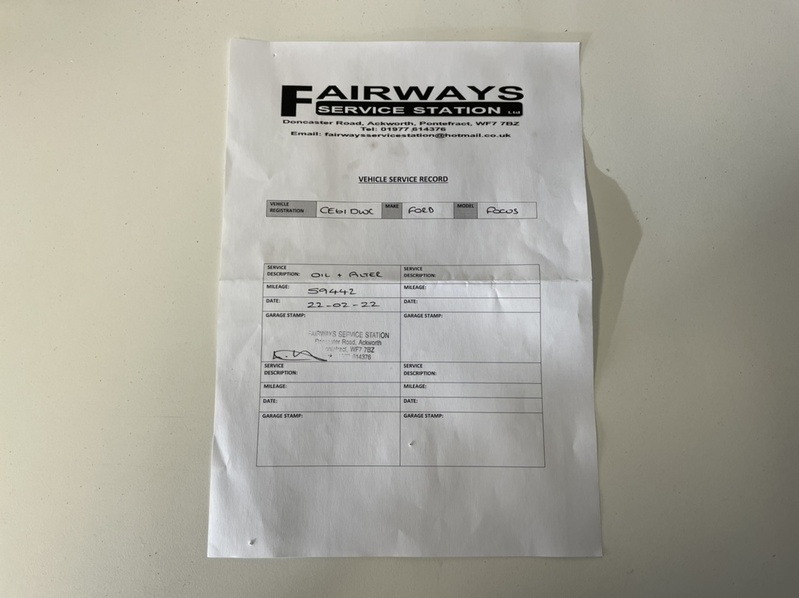 FAIRWAYS
SERVICE STATION Ltd
Doncaster Road, Ackworth, Pontefract, WF7 7BZ
Tel: 01977 614376
Email: fairwaysservicestation@hotmail.co.uk
VEHICLE SERVICE RECORD
VEHICLE REGISTRATION CE61 DWX MAKE FORD MODEL FOCUS
SERVICE DESCRIPTION: OIL + FILTER SERVICE DESCRIPTION:
MILEAGE: 59442 MILEAGE:
DATE: 22-02-22 DATE:
GARAGE STAMP: GARAGE STAMP:
FAIRWAYS SERVICE STATION
Doncaster Road, Ackworth
Pontefract, WF7 7BZ
614376
SERVICE DESCRIPTION: SERVICE DESCRIPTION:
MILEAGE: MILEAGE:
DATE: DATE:
GARAGE STAMP: GARAGE STAMP: